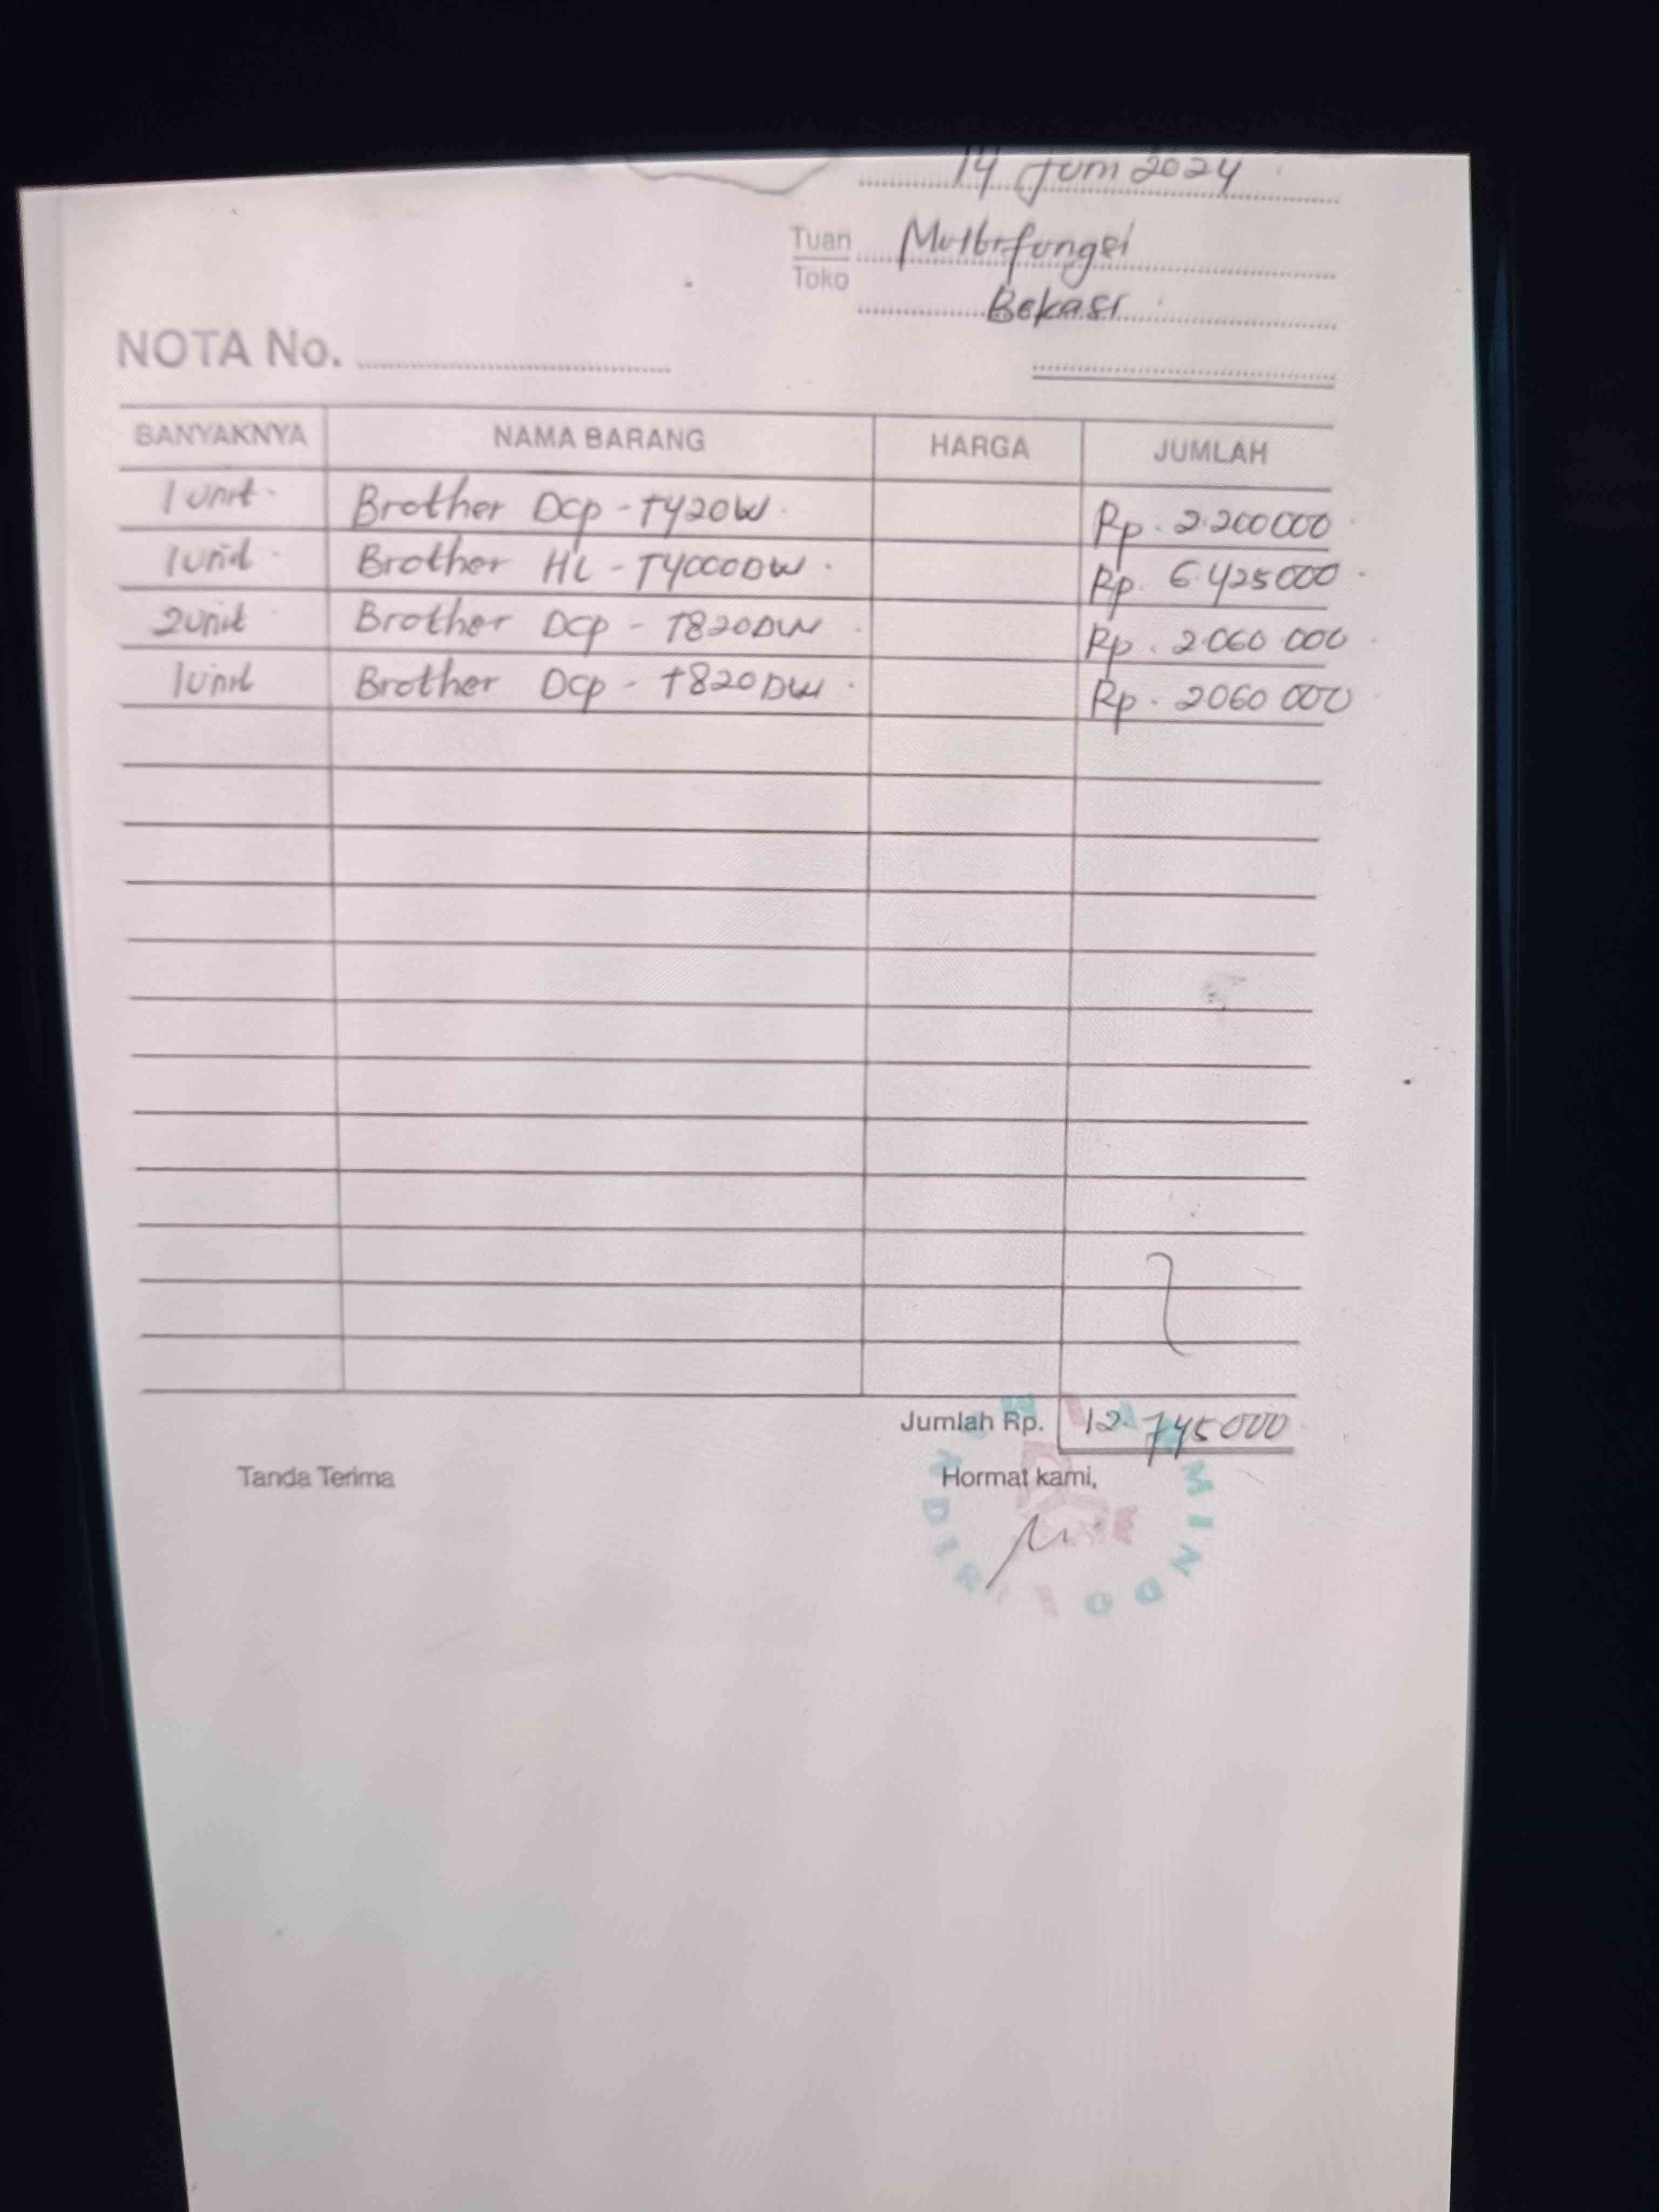 14 Juni 2024
Tuan Multifungsi
Toko
Bekasi
NOTA No.
BANYAKNYA NAMA BARANG HARGA JUMLAH
1 Unit Brother Dcp - T420W Rp. 2.200000
1 Unit Brother HL - T4000DW Rp. 6.425000
2 Unit Brother Dcp - T820DW Rp. 2.060 000
1 Unit Brother Dcp - T820DW Rp. 2060 000
Jumlah Rp. 12.745000
Tanda Terima Hormat kami,